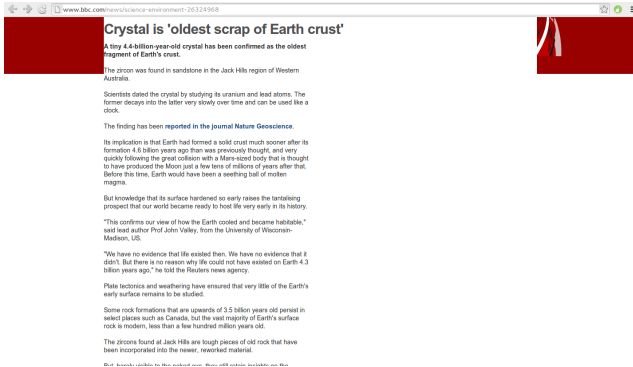 www.bbc.com/news/science-environment-26324968
Crystal is 'oldest scrap of Earth crust'
A tiny 4.4-billion-year-old crystal has been confirmed as the oldest
fragment of Earth's crust.
The zircon was found in sandstone in the Jack Hills region of Western
Australia.
Scientists dated the crystal by studying its uranium and lead atoms. The
former decays into the latter very slowly over time and can be used like a
clock.
The finding has been reported in the journal Nature Geoscience.
Its implication is that Earth had formed a solid crust much sooner after its
formation 4.6 billion years ago than was previously thought, and very
quickly following the great collision with a Mars-sized body that is thought
to have produced the Moon just a few tens of millions of years after that.
Before this time, Earth would have been a seething ball of molten
magma.
But knowledge that its surface hardened so early raises the tantalising
prospect that our world became ready to host life very early in its history.
"This confirms our view of how the Earth cooled and became habitable,"
said lead author Prof John Valley, from the University of Wisconsin-
Madison, US.
"We have no evidence that life existed then. We have no evidence that it
didn't. But there is no reason why life could not have existed on Earth 4.3
billion years ago," he told the Reuters news agency.
Plate tectonics and weathering have ensured that very little of the Earth's
early surface remains to be studied.
Some rock formations that are upwards of 3.5 billion years old persist in
select places such as Canada, but the vast majority of Earth's surface
rock is modern, less than a few hundred million years old.
The zircons found at Jack Hills are tough pieces of old rock that have
been incorporated into the newer, reworked material.
But, barely visible to the naked eye, they still retain insights on the